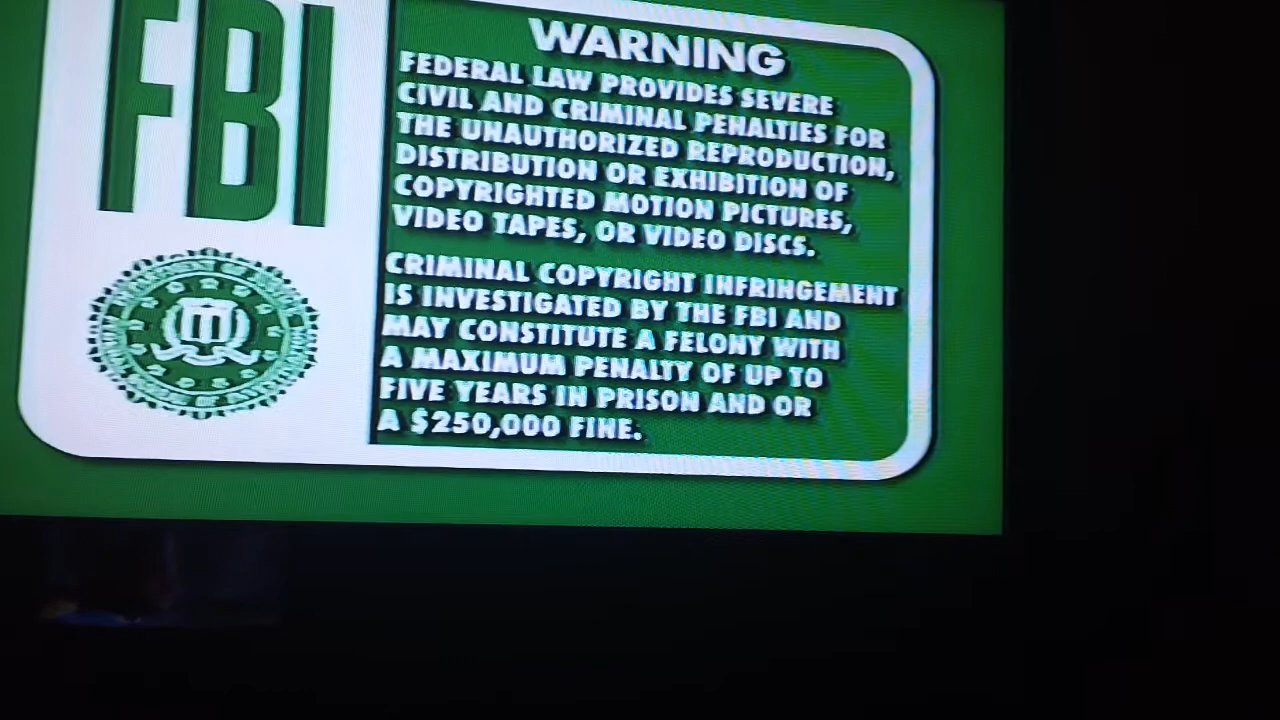 FBI
WARNING
FEDERAL LAW PROVIDES SEVERE
CIVIL AND CRIMINAL PENALTIES FOR
THE UNAUTHORIZED REPRODUCTION,
DISTRIBUTION OR EXHIBITION OF
COPYRIGHTED MOTION PICTURES,
VIDEO TAPES, OR VIDEO DISCS.
CRIMINAL COPYRIGHT INFRINGEMENT
IS INVESTIGATED BY THE FBI AND
MAY CONSTITUTE A FELONY WITH
A MAXIMUM PENALTY OF UP TO
FIVE YEARS IN PRISON AND OR
A $250,000 FINE.